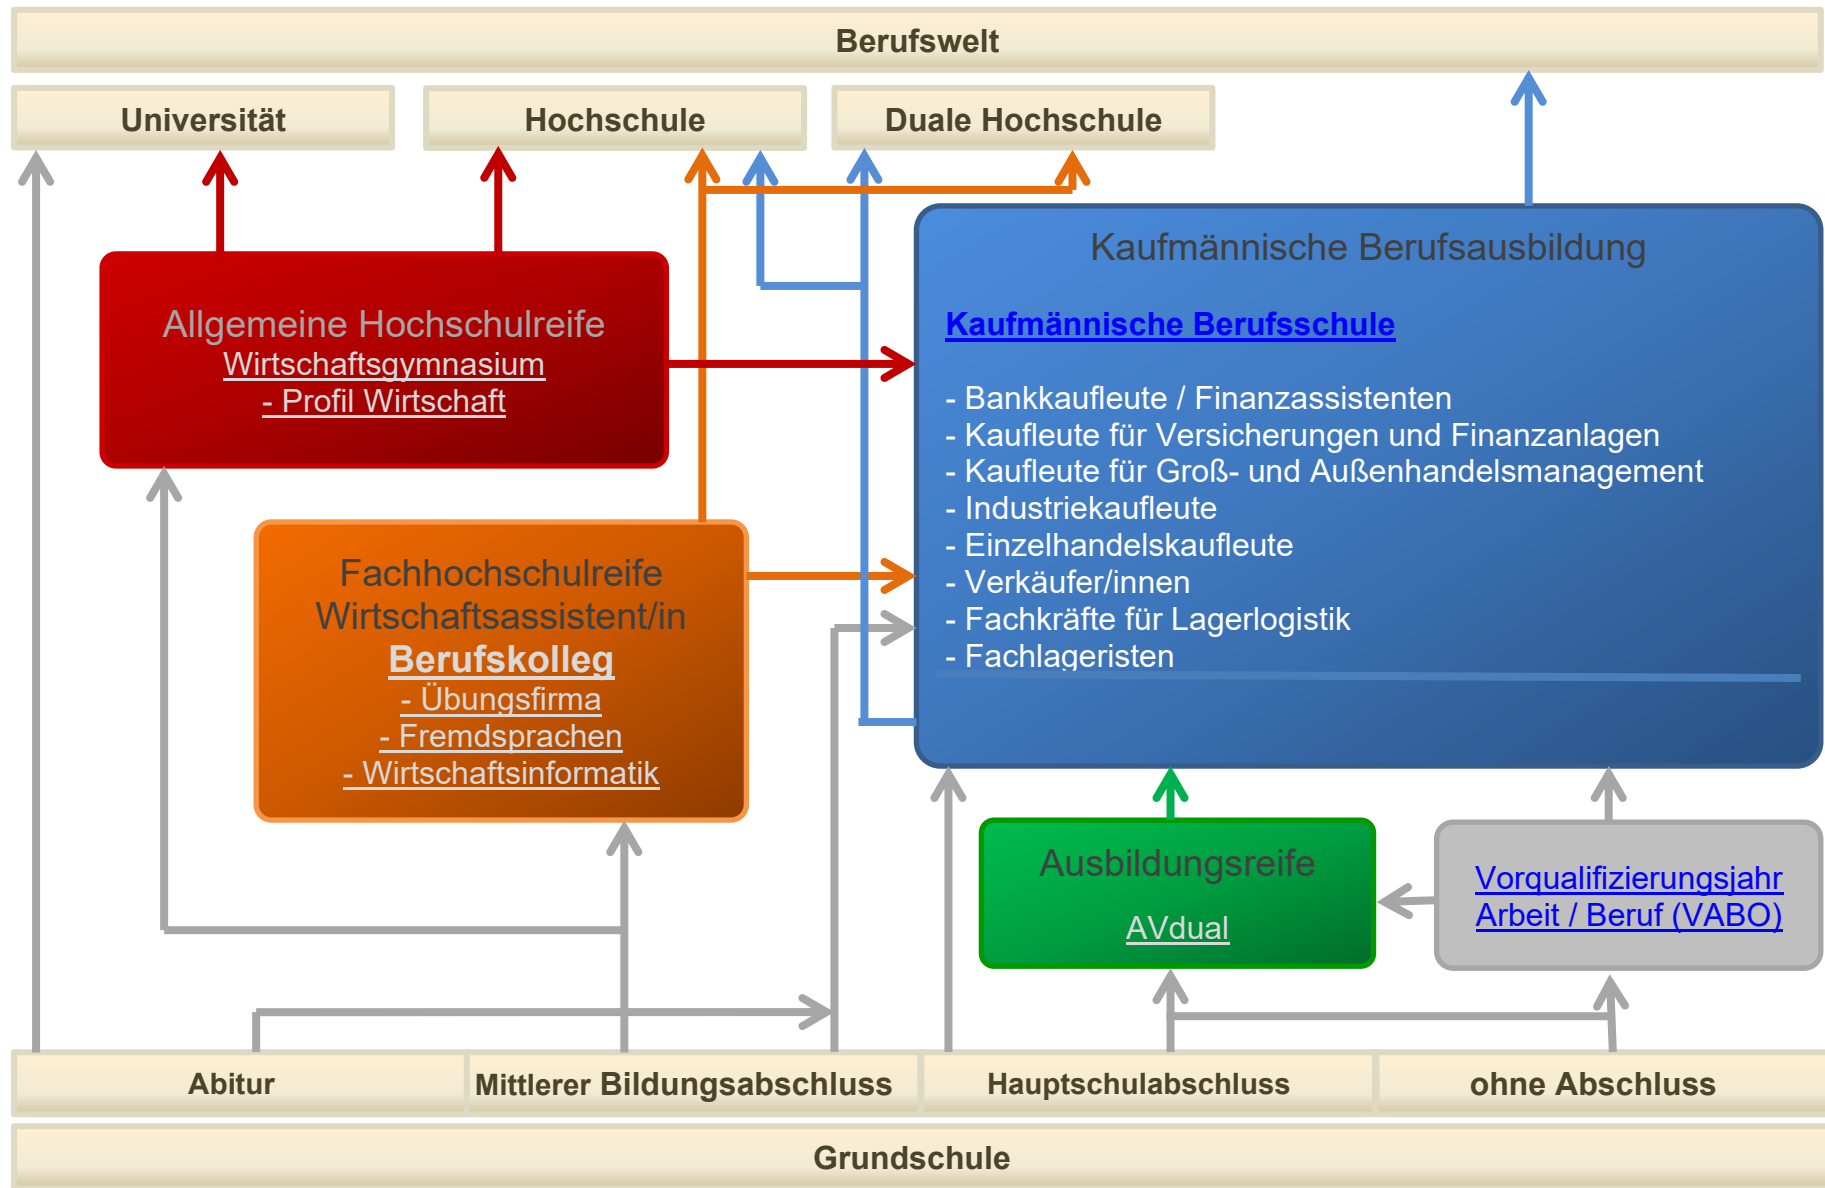 Berufswelt
Universität
Hochschule
Duale Hochschule
Allgemeine Hochschulreife
Wirtschaftsgymnasium
- Profil Wirtschaft
Kaufmännische Berufsausbildung
Kaufmännische Berufsschule
- Bankkaufleute / Finanzassistenten
- Kaufleute für Versicherungen und Finanzanlagen
- Kaufleute für Groß- und Außenhandelsmanagement
- Industriekaufleute
- Einzelhandelskaufleute
- Verkäufer/innen
- Fachkräfte für Lagerlogistik
- Fachlageristen
Fachhochschulreife
Wirtschaftsassistent/in
Berufskolleg
- Übungsfirma
- Fremdsprachen
- Wirtschaftsinformatik
Ausbildungsreife
AVdual
Vorqualifizierungsjahr
Arbeit / Beruf (VABO)
Abitur
Mittlerer Bildungsabschluss
Hauptschulabschluss
ohne Abschluss
Grundschule